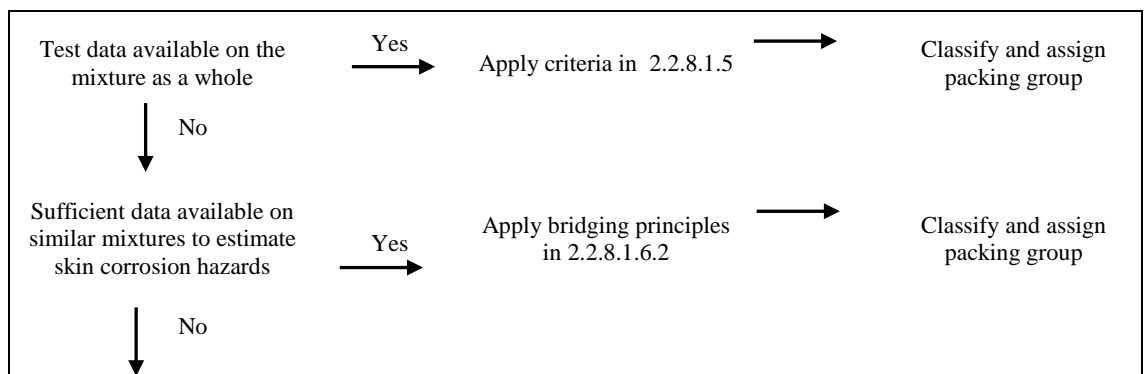 Test data available on the
mixture as a whole
Yes
Apply criteria in 2.2.8.1.5
Classify and assign
packing group
No
Sufficient data available on
similar mixtures to estimate
skin corrosion hazards
Yes
Apply bridging principles
in 2.2.8.1.6.2
Classify and assign
packing group
No